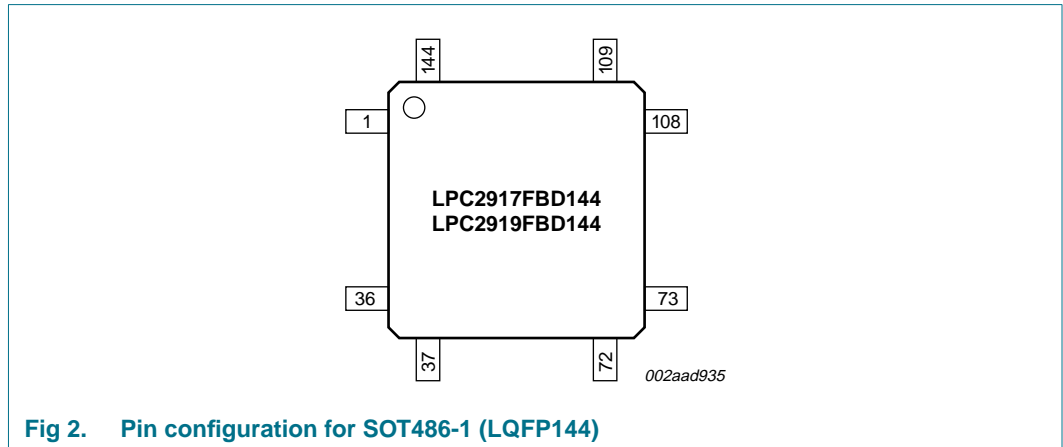 144
109
1
108
LPC2917FBD144
LPC2919FBD144
36
73
37
72
002aad935
Fig 2. Pin configuration for SOT486-1 (LQFP144)